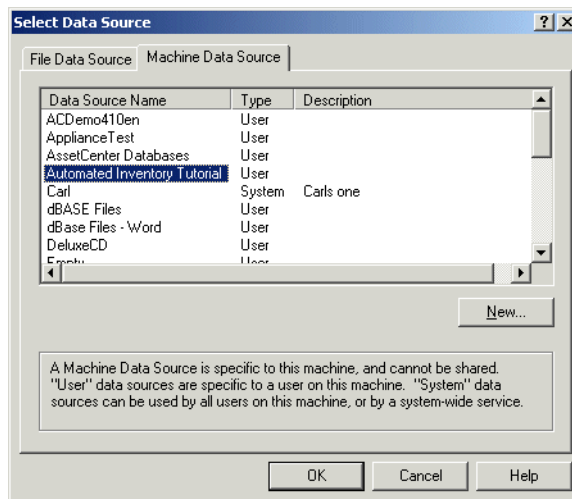 Select Data Source
File Data Source Machine Data Source
Data Source Name Type Description
ACDemo410en User
ApplianceTest User
AssetCenter Databases User
Automated Inventory Tutorial User
Carl System Carls one
dBASE Files User
dBase Files - Word User
DeluxeCD User
Empty User
New...
A Machine Data Source is specific to this machine, and cannot be shared.
"User" data sources are specific to a user on this machine. "System" data
sources can be used by all users on this machine, or by a system-wide service.
OK Cancel Help